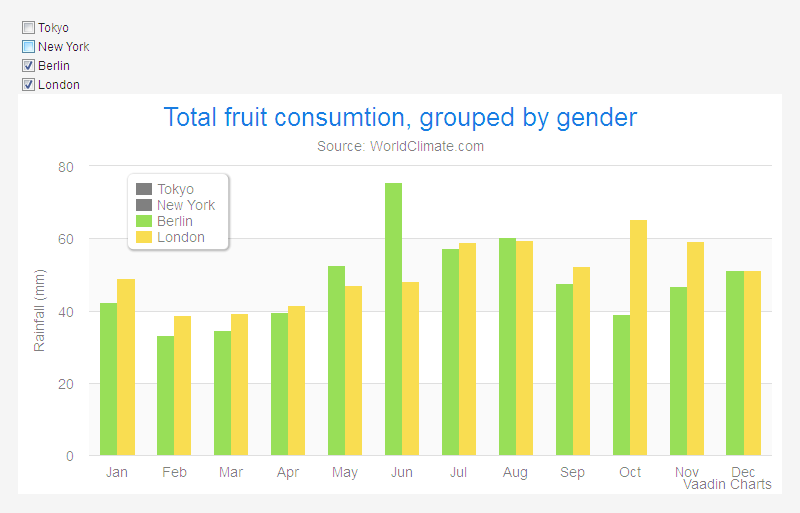 Tokyo
New York
Berlin
London
Total fruit consumtion, grouped by gender
Source: WorldClimate.com
Rainfall (mm)
80
60
40
20
0
Tokyo
New York
Berlin
London
Jan Feb Mar Apr May Jun Jul Aug Sep Oct Nov Dec
Vaadin Charts